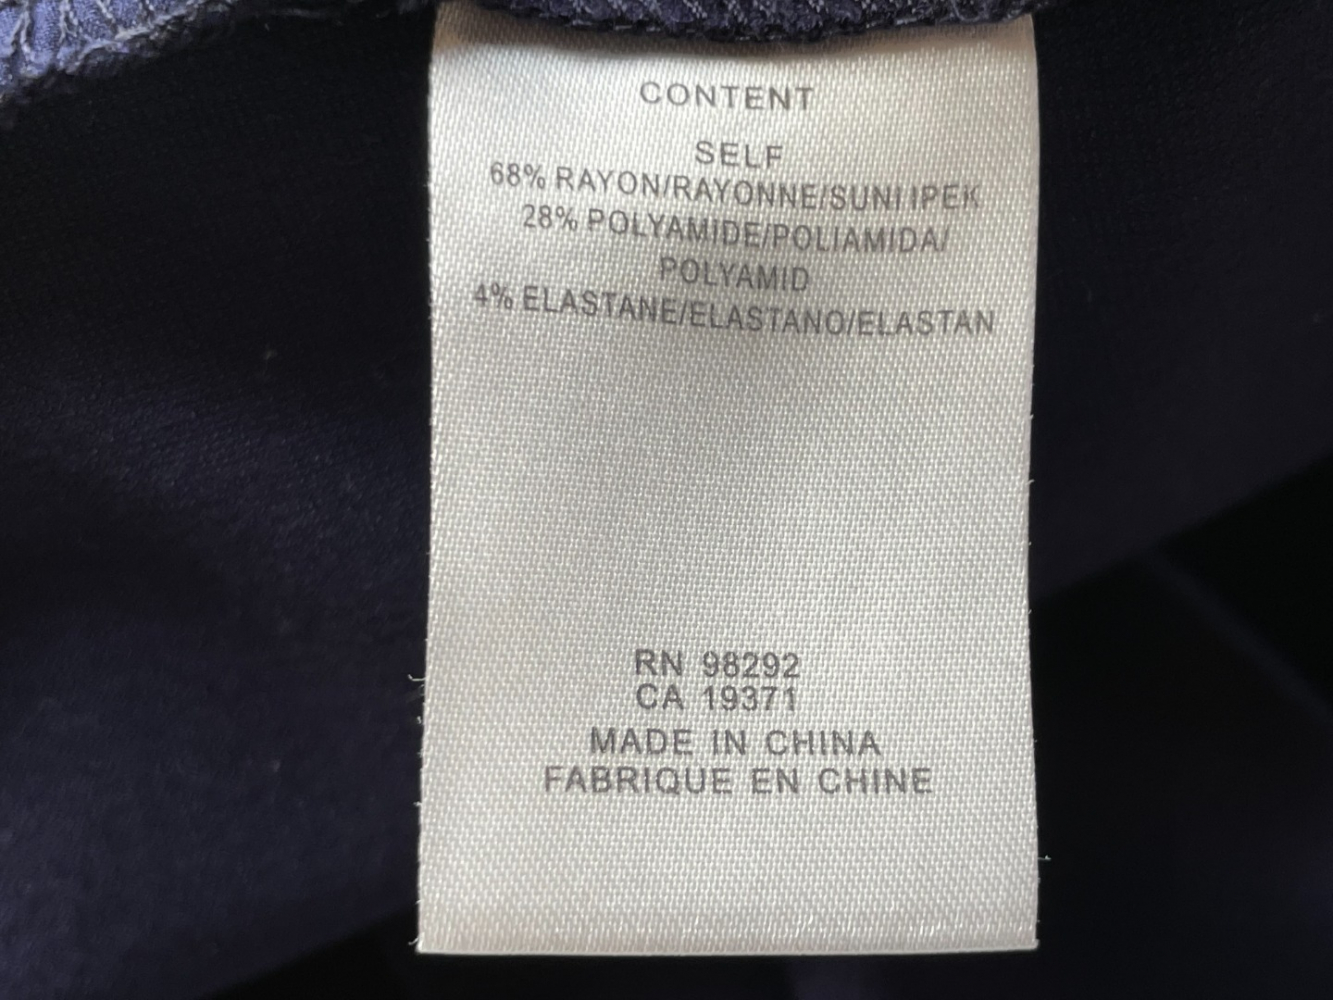 CONTENT
SELF
68% RAYON/RAYONNE/SUNI IPEK
28% POLYAMIDE/POLIAMIDA/
POLYAMID
4% ELASTANE/ELASTANO/ELASTAN
RN 98292
CA 19371
MADE IN CHINA
FABRIQUE EN CHINE